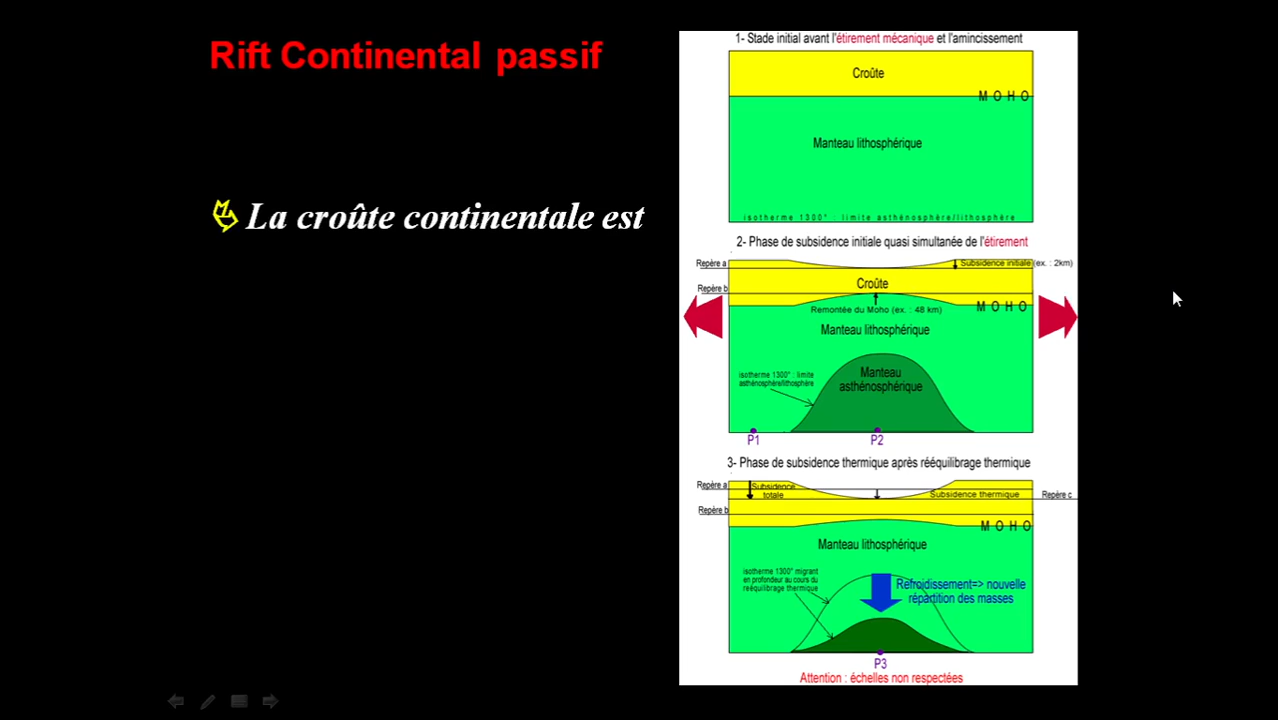 Rift Continental passif
La croûte continentale est
1- Stade initial avant l'étirement mécanique et l'amincissement
Croûte
M O H O
Manteau lithosphérique
isotherme 1300° : limite asthénosphère/lithosphère
2- Phase de subsidence initiale quasi simultanée de l'étirement
Repère a
Subsidence initiale (ex. : 2km)
Croûte
Repère b
M O H O
Remontée du Moho (ex. : 48 km)
Manteau lithosphérique
Manteau
asthénosphérique
isotherme 1300° : limite
asthénosphère/lithosphère
P1
P2
3- Phase de subsidence thermique après rééquilibrage thermique
Repère a
Subsidence
totale
Subsidence thermique
Repère c
Repère b
M O H O
Manteau lithosphérique
isotherme 1300° migrant
en profondeur au cours du
reéquilibrage thermique
Refroidissement=> nouvelle
répartition des masses
P3
Attention : échelles non respectées